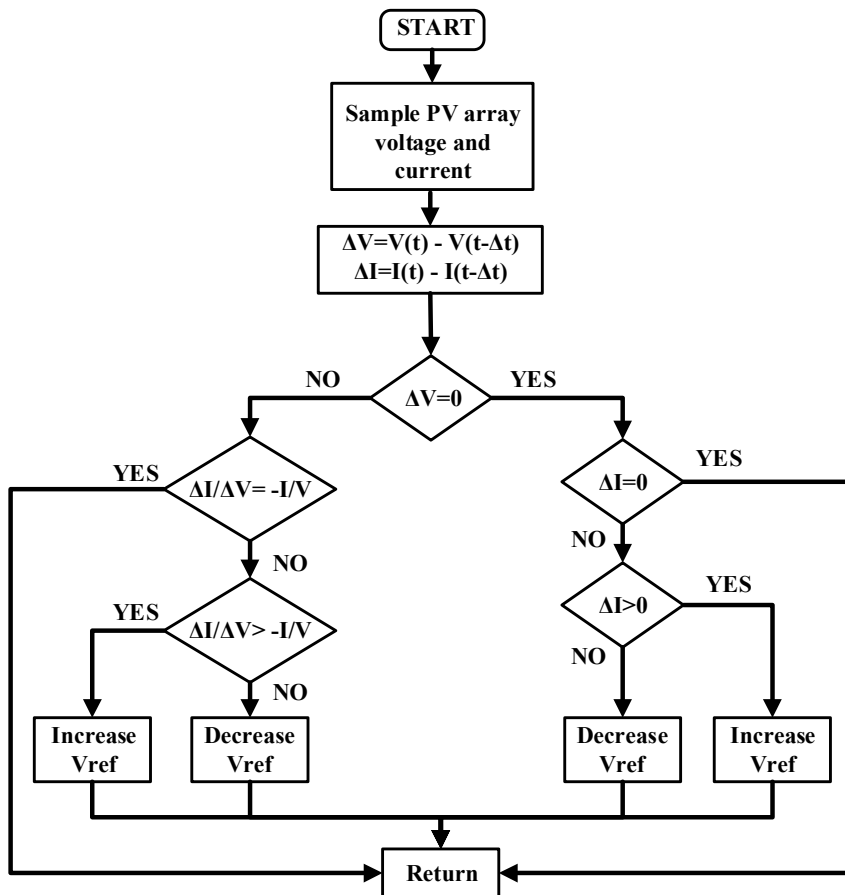 START
Sample PV array
voltage and
current
ΔV=V(t) - V(t-Δt)
ΔI=I(t) - I(t-Δt)
NO
YES
ΔV=0
YES
ΔI/ΔV= -I/V
ΔI=0
YES
NO
NO
YES
ΔI/ΔV> -I/V
ΔI>0
YES
NO
NO
Increase
Vref
Decrease
Vref
Decrease
Vref
Increase
Vref
Return